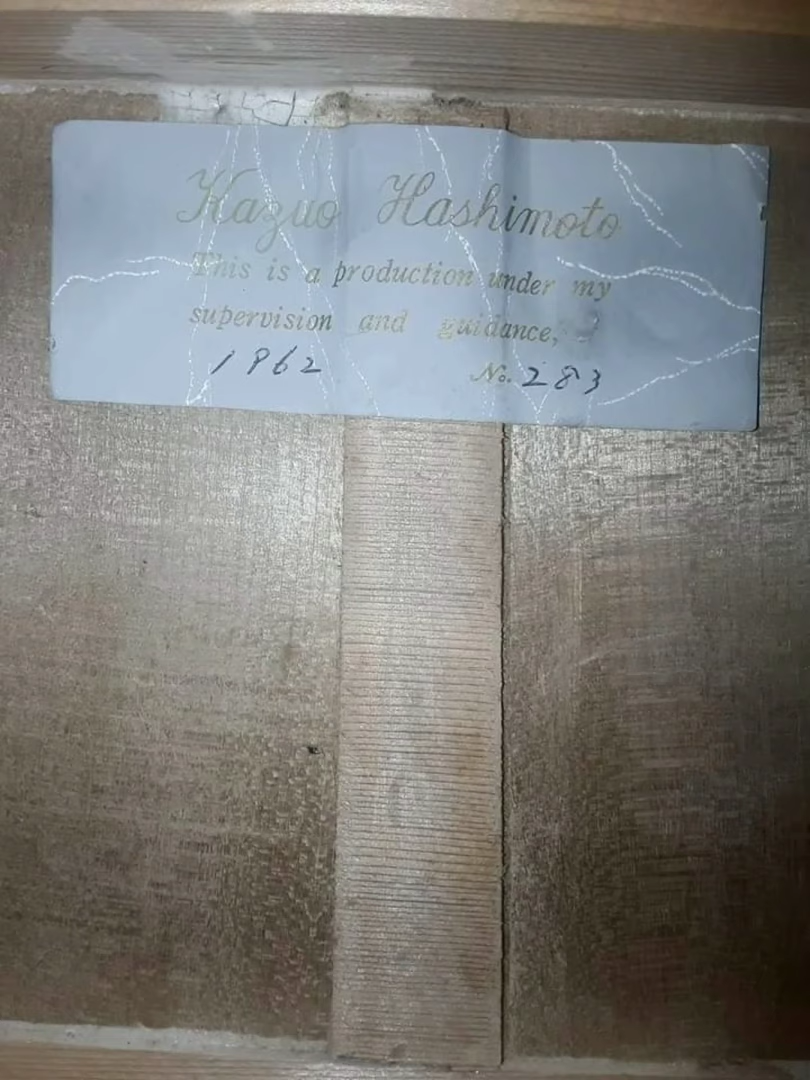 Kazuo Hashimoto
This is a production under my
supervision and guidance,
1962 No. 283